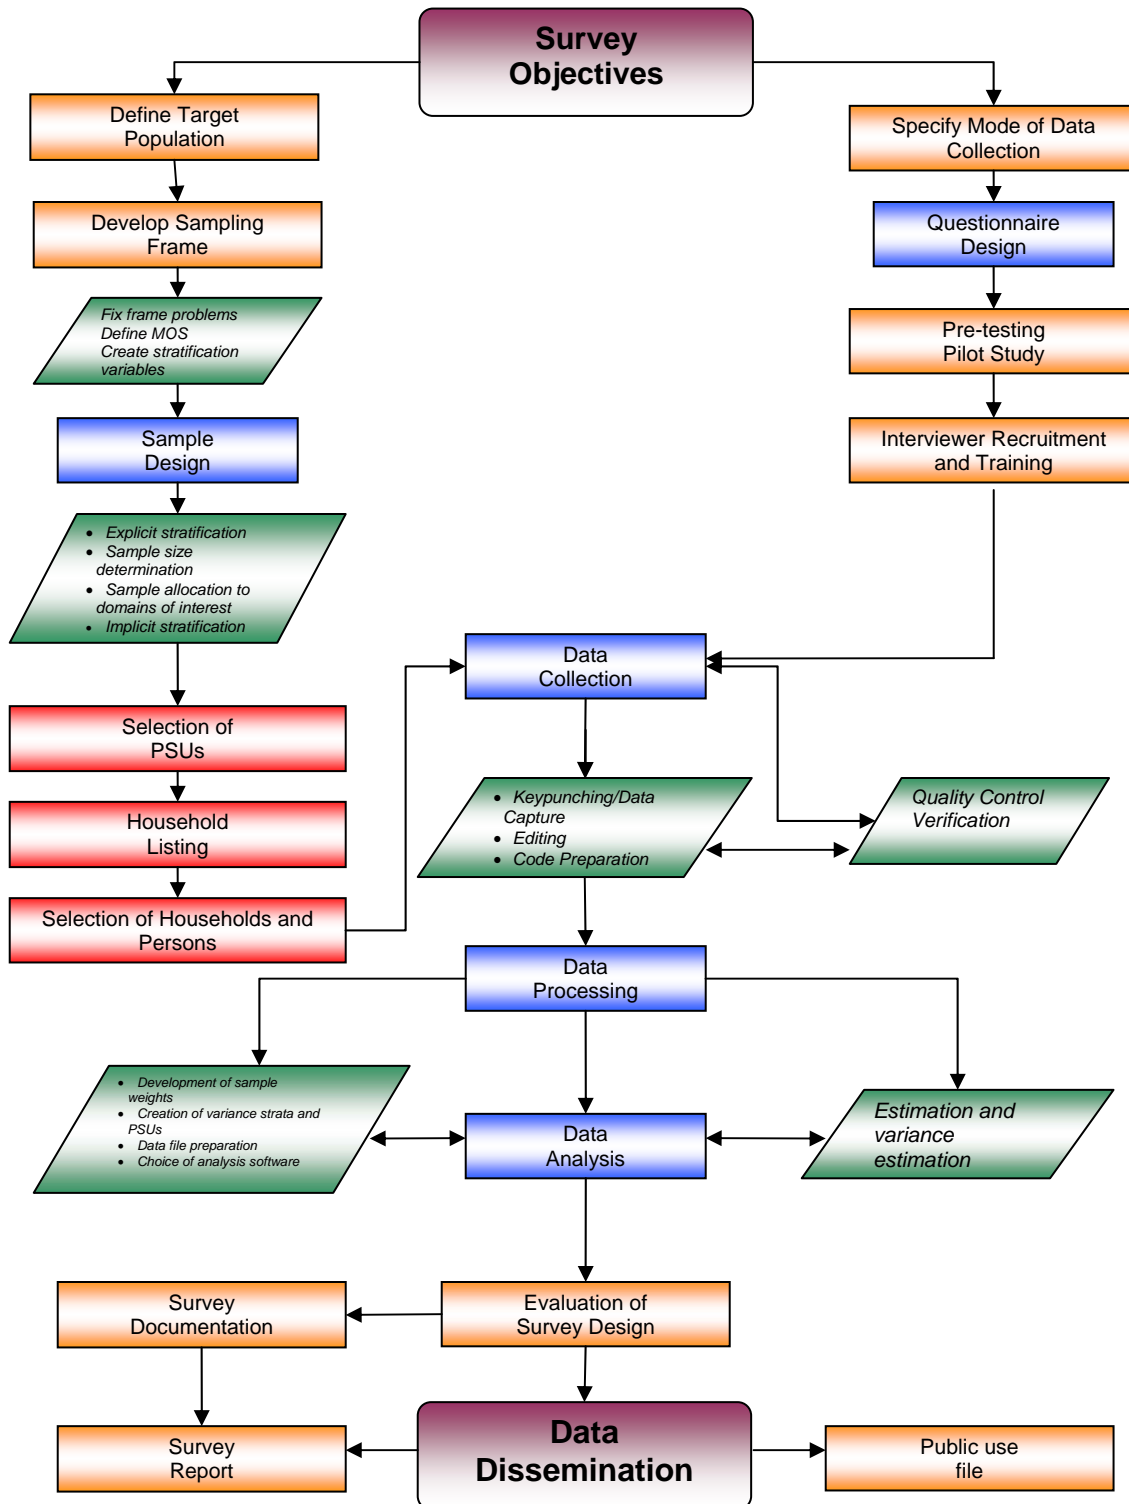 Survey
Objectives
Define Target
Population
Specify Mode of Data
Collection
Develop Sampling
Frame
Questionnaire
Design
Fix frame problems
Define MOS
Create stratification
variables
Pre-testing
Pilot Study
Sample
Design
Interviewer Recruitment
and Training
• Explicit stratification
• Sample size
determination
• Sample allocation to
domains of interest
• Implicit stratification
Data
Collection
Selection of
PSUs
• Keypunching/Data
Capture
• Editing
• Code Preparation
Quality Control
Verification
Household
Listing
Selection of Households and
Persons
Data
Processing
• Development of sample
weights
• Creation of variance strata and
PSUs
• Data file preparation
• Choice of analysis software
Data
Analysis
Estimation and
variance
estimation
Survey
Documentation
Evaluation of
Survey Design
Survey
Report
Data
Dissemination
Public use
file